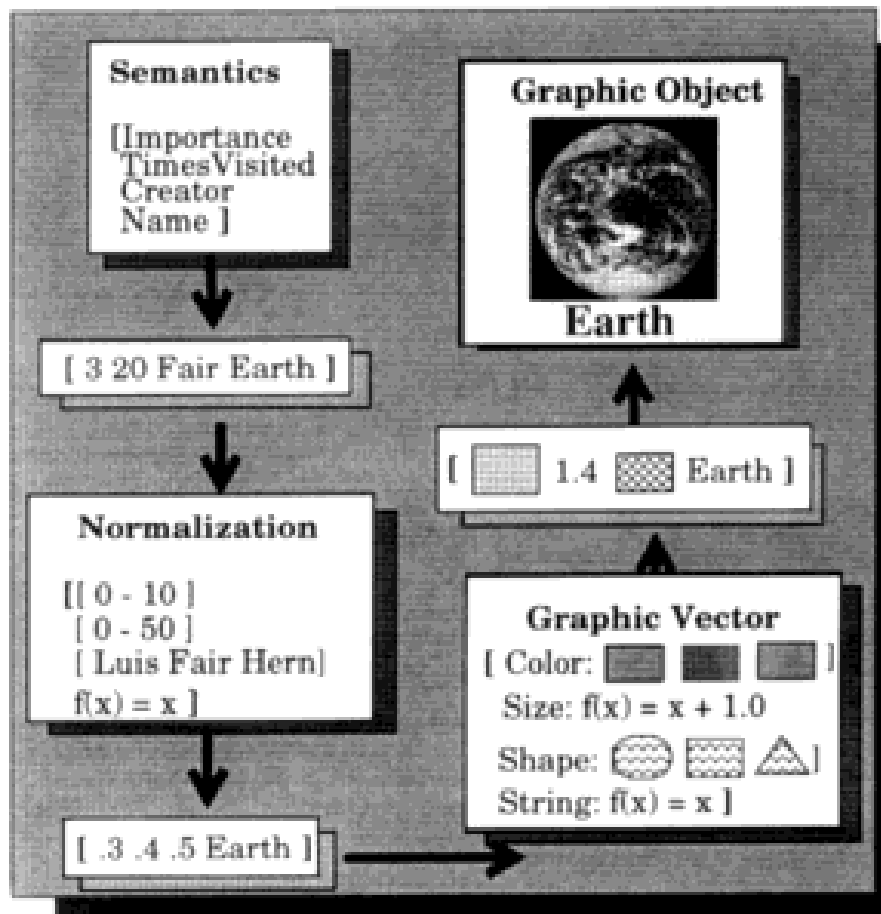 Semantics
[Importance
TimesVisited
Creator
Name ]
[ 3 20 Fair Earth ]
Normalization
[[ 0 - 10 ]
[ 0 - 50 ]
[ Luis Fair Hern]
f(x) = x ]
[ .3 .4 .5 Earth ]
Graphic Vector
[ Color: ]
Size: f(x) = x + 1.0
Shape: ]
String: f(x) = x ]
[ 1.4 Earth ]
Graphic Object
Earth